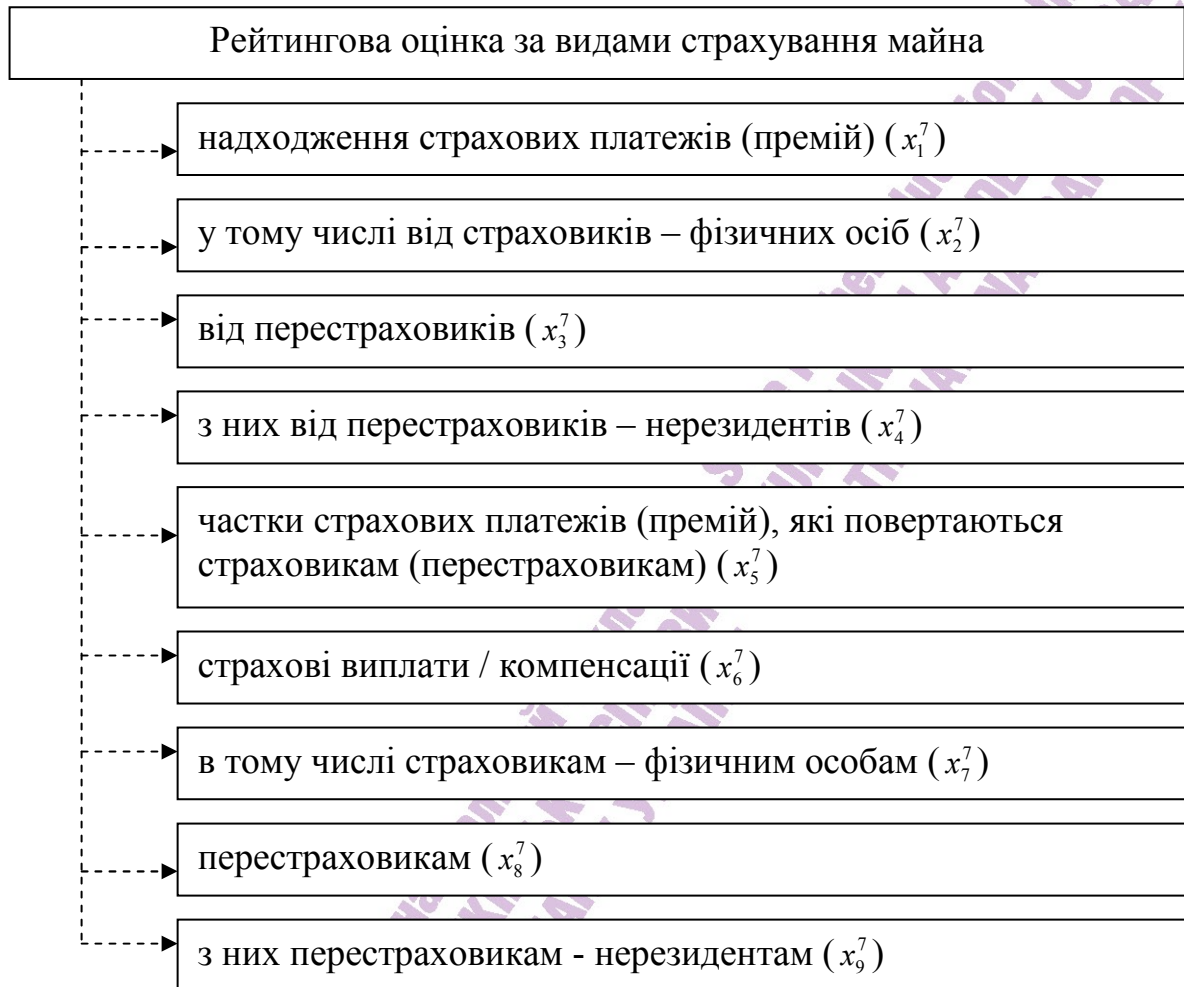 Рейтингова оцінка за видами страхування майна
надходження страхових платежів (премій) (x₁⁷)
у тому числі від страховиків – фізичних осіб (x₂⁷)
від перестраховиків (x₃⁷)
з них від перестраховиків – нерезидентів (x₄⁷)
частки страхових платежів (премій), які повертаються
страховикам (перестраховикам) (x₅⁷)
страхові виплати / компенсації (x₆⁷)
в тому числі страховикам – фізичним особам (x₇⁷)
перестраховикам (x₈⁷)
з них перестраховикам - нерезидентам (x₉⁷)